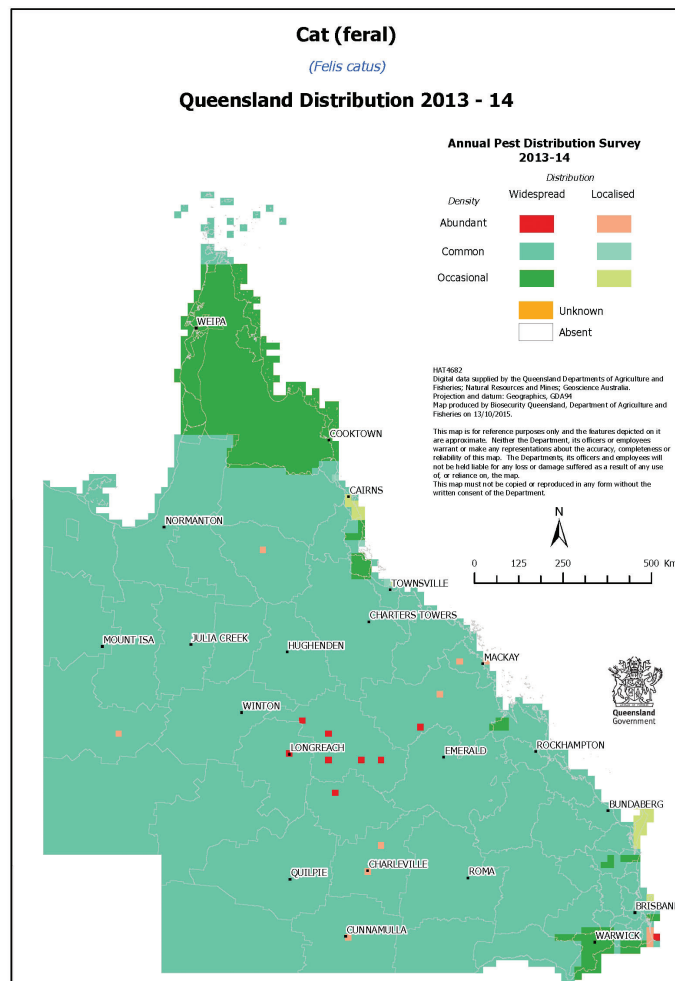 Cat (feral)
(Felis catus)
Queensland Distribution 2013 - 14
Annual Pest Distribution Survey
2013-14
Distribution
Density
Widespread
Localised
Abundant
Common
Occasional
Unknown
Absent
HAT4682
Digital data supplied by the Queensland Departments of Agriculture and
Fisheries; Natural Resources and Mines; Geoscience Australia.
Projection and datum: Geographics, GDA94
Map produced by Biosecurity Queensland, Department of Agriculture and
Fisheries on 13/10/2015.
This map is for reference purposes only and the features depicted on it
are approximate. Neither the Department, its officers or employees
warrant or make any representations about the accuracy, completeness or
reliability of this map. The Departments, its officers and employees will
not be held liable for any loss or damage suffered as a result of any use
of, or reliance on, the map.
This map must not be copied or reproduced in any form without the
written consent of the Department.
N
0 125 250 500 Km
WEIPA
COOKTOWN
CAIRNS
NORMANTON
TOWNSVILLE
CHARTERS TOWERS
MOUNT ISA
JULIA CREEK
HUGHENDEN
MACKAY
Queensland
Government
WINTON
LONGREACH
EMERALD
ROCKHAMPTON
BUNDABERG
QUILPIE
CHARLEVILLE
ROMA
BRISBANE
CUNNAMULLA
WARWICK